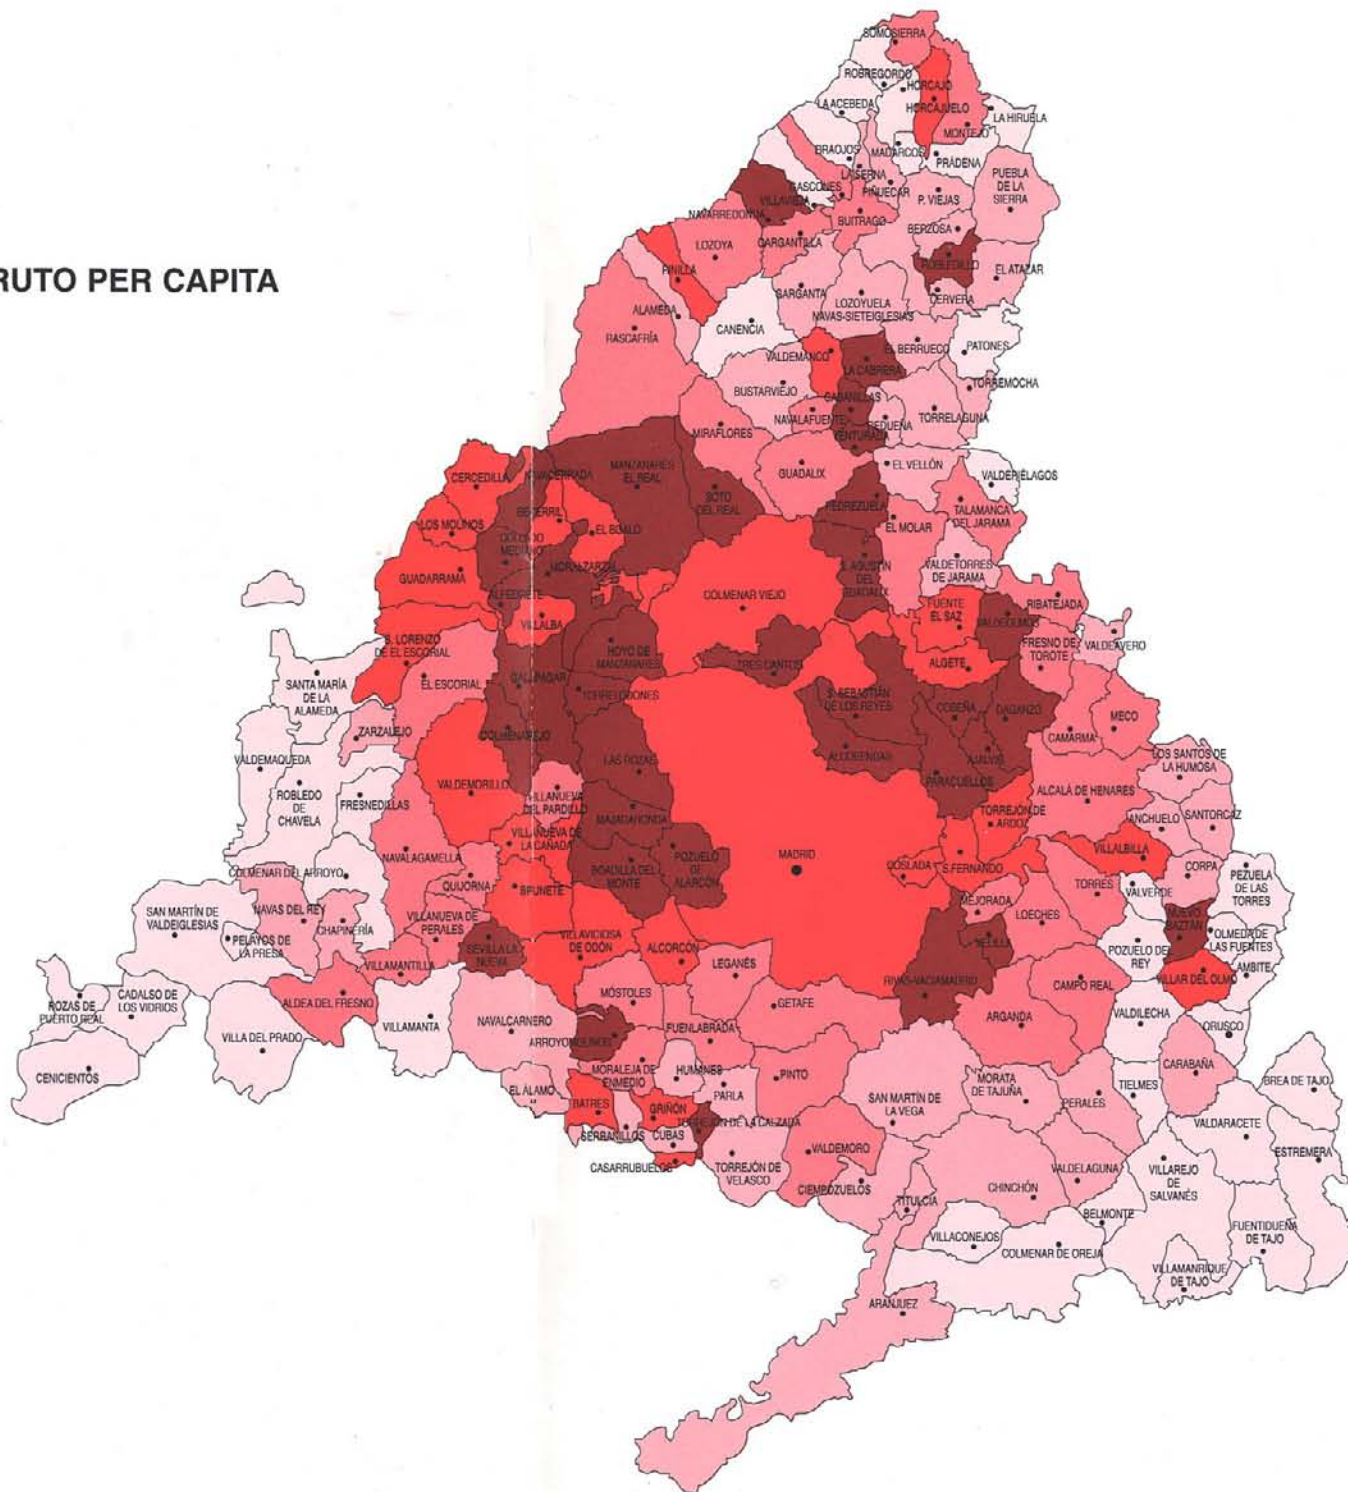 RUTO PER CAPITA
SOMOSIERRA
ROBREGORDO
HORCAJO
HORCAJUELO
LA ACEBEDA
LA HIRUELA
MONTEJO
BRAOJOS
MADARCOS
PRÁDENA
LA SERNA
PUEBLA
DE LA
SIERRA
GASCONES
PIÑUECAR
VILLAVIEJA
P. VIEJAS
NAVARREDONDA
BUITRAGO
BERZOSA
LOZOYA
GARGANTILLA
ROBLEDILLO
PINILLA
EL ATAZAR
GARGANTA
LOZOYUELA
NAVAS-SIETEIGLESIAS
CERVERA
ALAMEDA
RASCAFRÍA
CANENCIA
EL BERRUECO
PATONES
VALDEMANCO
LA CABRERA
BUSTARVIEJO
TORREMOCHA
CABANILLAS
NAVALAFUENTE
REDUEÑA
TORRELAGUNA
MIRAFLORES
VENTURADA
GUADALIX
EL VELLÓN
VALDEPIÉLAGOS
CERCEDILLA
NAVACERRADA
MANZANARES
EL REAL
SOTO
DEL REAL
PEDREZUELA
TALAMANCA
DEL JARAMA
BECERRIL
EL BOALO
LOS MOLINOS
EL MOLAR
COLLADO
MEDIANO
MORALZARZAL
VALDETORRES
DE JARAMA
S. AGUSTÍN
DEL
GUADALIX
GUADARRAMA
ALPEDRETE
COLMENAR VIEJO
RIBATEJADA
FUENTE
EL SAZ
VALDEOLMOS
VILLALBA
S. LORENZO
DE EL ESCORIAL
HOYO DE
MANZANARES
FRESNO DE
TOROTE
VALDEAVERO
TRES CANTOS
ALGETE
EL ESCORIAL
SANTA MARÍA
DE LA
ALAMEDA
GALAPAGAR
TORRELODONES
S. SEBASTIÁN
DE LOS REYES
COBEÑA
DAGANZO
MECO
ZARZALEJO
COLMENAREJO
CAMARMA
ALCOBENDAS
AJALVIR
LAS ROZAS
LOS SANTOS DE
LA HUMOSA
VALDEMAQUEDA
PARACUELLOS
ROBLEDO
DE
CHAVELA
FRESNEDILLAS
VALDEMORILLO
VILLANUEVA
DEL PARDILLO
ALCALÁ DE HENARES
MAJADAHONDA
TORREJÓN DE
ARDOZ
ANCHUELO
SANTORCAZ
VILLANUEVA DE
LA CAÑADA
NAVALAGAMELLA
MADRID
VILLALBILLA
BOADILLA DEL
MONTE
POZUELO
DE
ALARCÓN
COSLADA
S. FERNANDO
CORPA
COLMENAR DEL ARROYO
QUIJORNA
BRUNETE
TORRES
VALVERDE
PEZUELA
DE LAS
TORRES
MEJORADA
SAN MARTÍN DE
VALDEIGLESIAS
NAVAS DEL REY
CHAPINERÍA
VILLANUEVA DE
PERALES
LOECHES
NUEVO
BAZTÁN
OLMEDA DE
LAS FUENTES
PELAYOS DE
LA PRESA
SEVILLA LA
NUEVA
VILLAVICIOSA
DE ODÓN
ALCORCÓN
VELILLA
POZUELO DEL
REY
VILLAMANTILLA
LEGANÉS
RIVAS-VACIAMADRID
VILLAR DEL OLMO
AMBITE
CAMPO REAL
ROZAS DE
PUERTO REAL
CADALSO DE
LOS VIDRIOS
ALDEA DEL FRESNO
MÓSTOLES
GETAFE
VALDILECHA
VILLAMANTA
NAVALCARNERO
ARGANDA
ORUSCO
VILLA DEL PRADO
ARROYOMOLINOS
FUENLABRADA
CENICIENTOS
MORALEJA DE
ENMEDIO
HUMANES
PINTO
CARABAÑA
MORATA
DE TAJUÑA
TIELMES
BREA DE TAJO
EL ÁLAMO
PARLA
PERALES
SAN MARTÍN DE
LA VEGA
BATRES
GRIÑÓN
TORREJÓN DE LA CALZADA
VALDARACETE
SERRANILLOS
CUBAS
VALDEMORO
ESTREMERA
CASARRUBUELOS
TORREJÓN DE
VELASCO
VALDELAGUNA
VILLAREJO
DE
SALVANÉS
CIEMPOZUELOS
CHINCHÓN
TITULCIA
BELMONTE
FUENTIDUEÑA
DE TAJO
VILLACONEJOS
COLMENAR DE OREJA
VILLAMANRIQUE
DE TAJO
ARANJUEZ